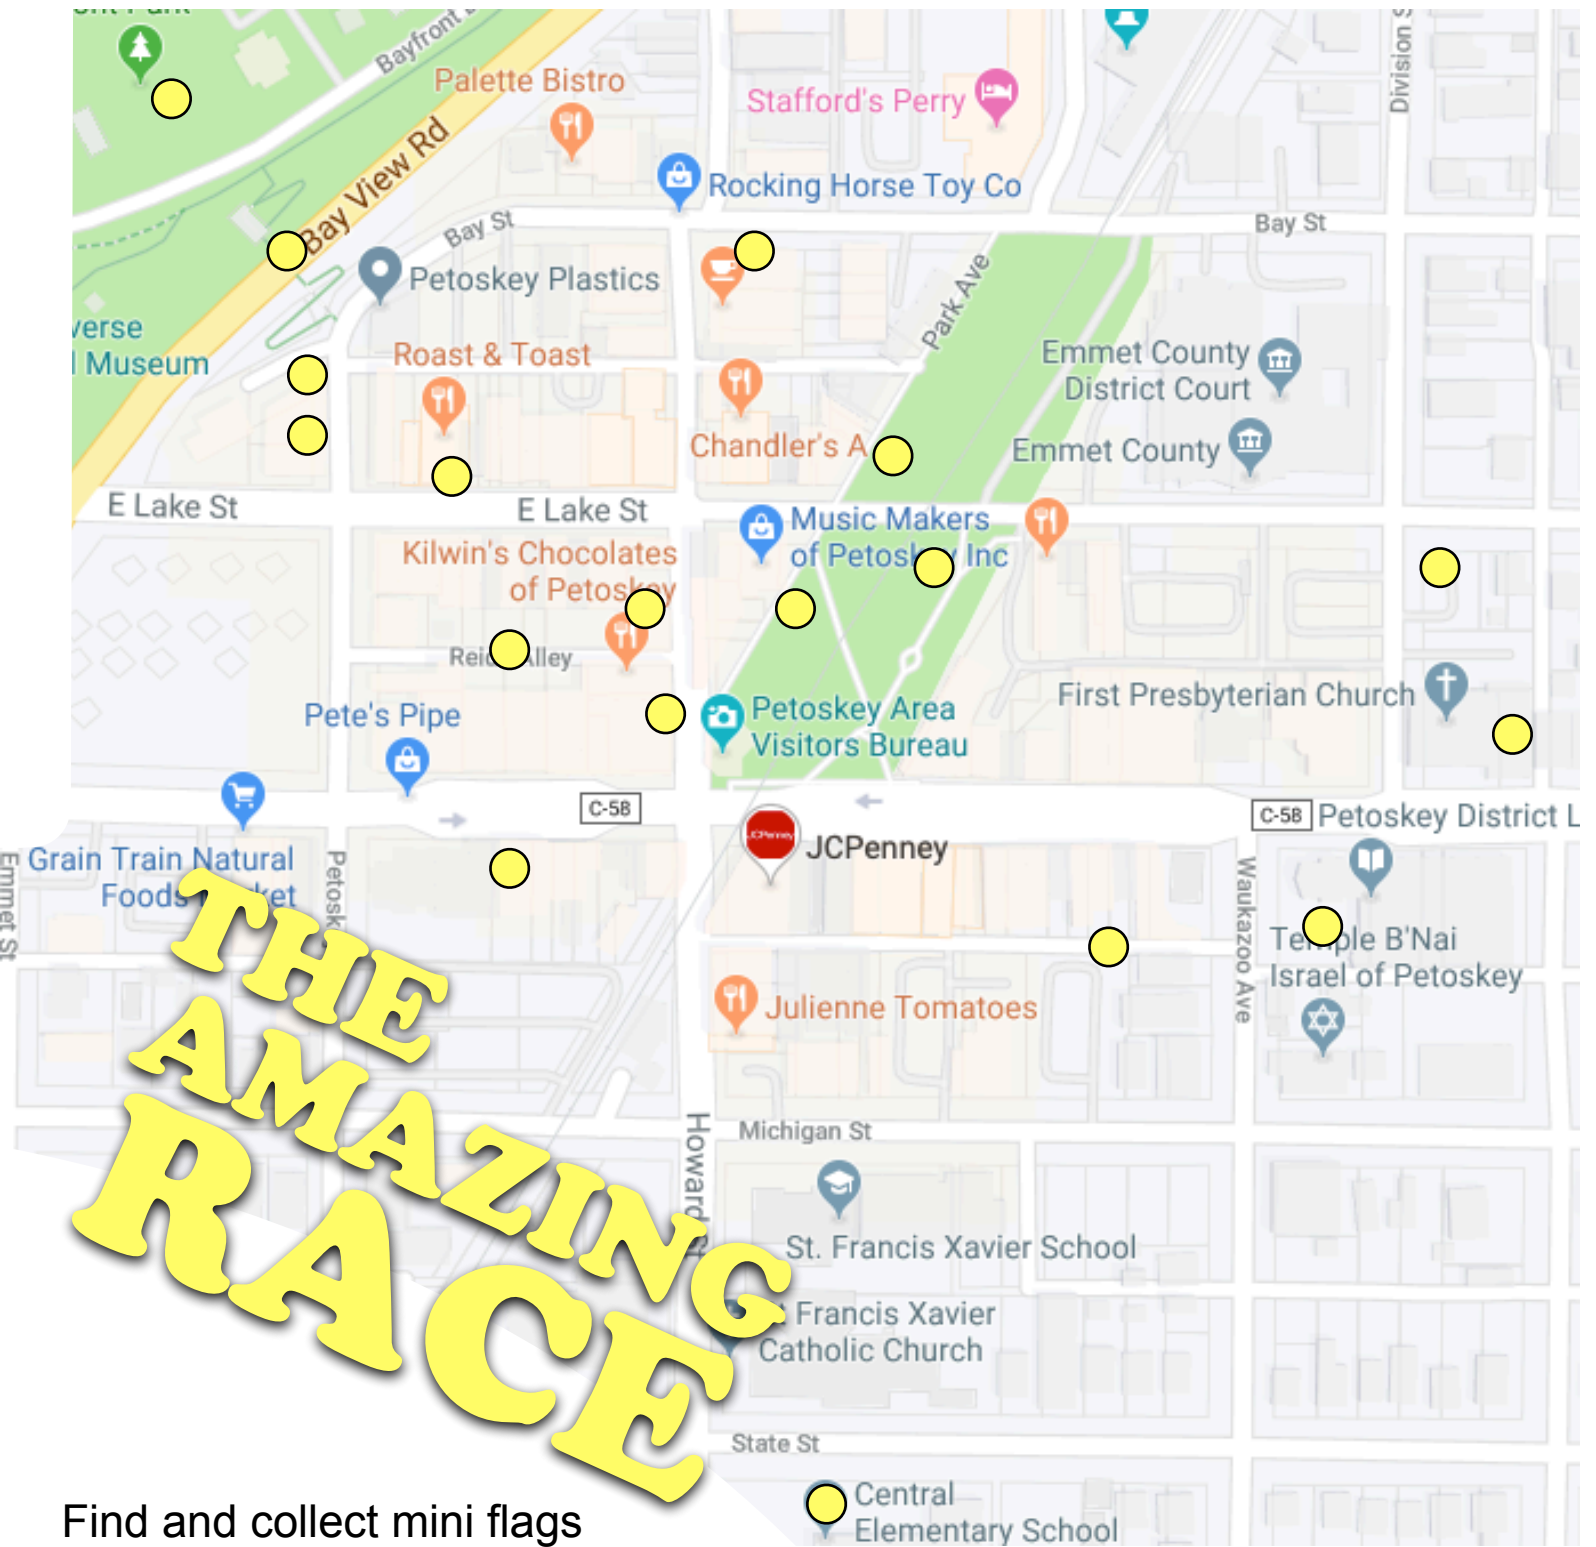 Park
Bayfront
Division S
Palette Bistro
Stafford's Perry
Bay View Rd
Rocking Horse Toy Co
Bay St
Bay St
Petoskey Plastics
Park Ave
verse
Museum
Roast & Toast
Emmet County
District Court
Chandler's A
Emmet County
E Lake St
E Lake St
Music Makers
of Petoskey Inc
Kilwin's Chocolates
of Petoskey
Reid Alley
First Presbyterian Church
Pete's Pipe
Petoskey Area
Visitors Bureau
C-58
C-58
Petoskey District L
JCPenney
JCPenney
Grain Train Natural
Foods Market
Emmet St
Petosk
Waukazoo Ave
Temple B'Nai
Israel of Petoskey
Julienne Tomatoes
THE
AMAZING
RACE
Howard St
Michigan St
St. Francis Xavier School
Francis Xavier
Catholic Church
State St
Central
Elementary School
Find and collect mini flags